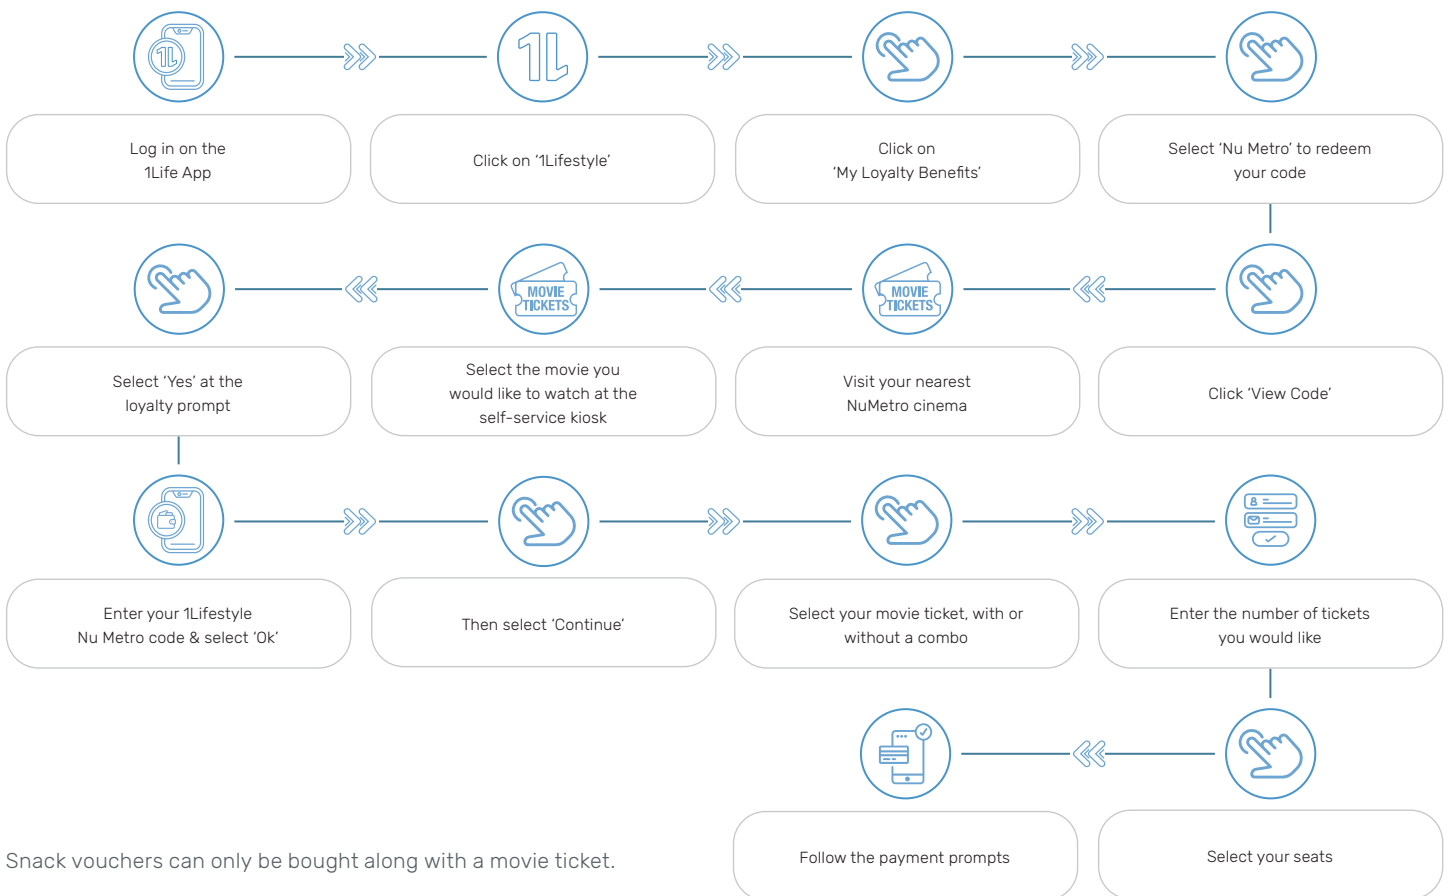 Log in on the
1Life App
Click on ‘1Lifestyle’
Click on
‘My Loyalty Benefits’
Select ‘Nu Metro’ to redeem
your code
Click ‘View Code’
MOVIE
TICKETS
Visit your nearest
NuMetro cinema
MOVIE
TICKETS
Select the movie you
would like to watch at the
self-service kiosk
Select ‘Yes’ at the
loyalty prompt
Enter your 1Lifestyle
Nu Metro code & select ‘Ok’
Then select ‘Continue’
Select your movie ticket, with or
without a combo
Enter the number of tickets
you would like
Select your seats
Follow the payment prompts
Snack vouchers can only be bought along with a movie ticket.